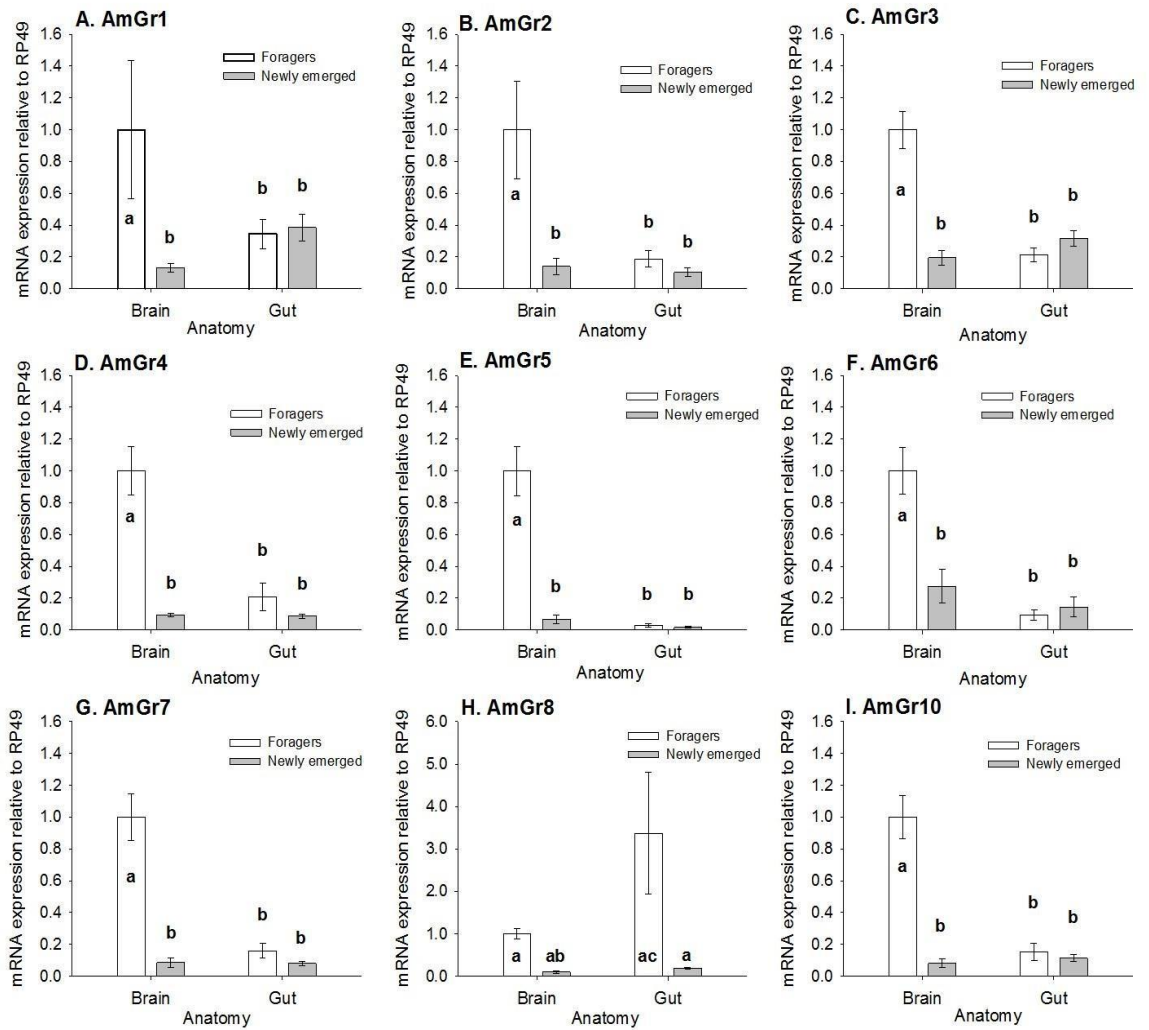 A. AmGr1
mRNA expression relative to RP49
1.6
1.4
1.2
1.0
0.8
0.6
0.4
0.2
0.0
Foragers
Newly emerged
a
b
b
b
Brain
Gut
Anatomy
B. AmGr2
mRNA expression relative to RP49
1.6
1.4
1.2
1.0
0.8
0.6
0.4
0.2
0.0
Foragers
Newly emerged
a
b
b
b
Brain
Gut
Anatomy
C. AmGr3
mRNA expression relative to RP49
1.6
1.4
1.2
1.0
0.8
0.6
0.4
0.2
0.0
Foragers
Newly emerged
a
b
b
b
Brain
Gut
Anatomy
D. AmGr4
mRNA expression relative to RP49
1.6
1.4
1.2
1.0
0.8
0.6
0.4
0.2
0.0
Foragers
Newly emerged
a
b
b
b
Brain
Gut
Anatomy
E. AmGr5
mRNA expression relative to RP49
1.6
1.4
1.2
1.0
0.8
0.6
0.4
0.2
0.0
Foragers
Newly emerged
a
b
b
b
Brain
Gut
Anatomy
F. AmGr6
mRNA expression relative to RP49
1.6
1.4
1.2
1.0
0.8
0.6
0.4
0.2
0.0
Foragers
Newly emerged
a
b
b
b
Brain
Gut
Anatomy
G. AmGr7
mRNA expression relative to RP49
1.6
1.4
1.2
1.0
0.8
0.6
0.4
0.2
0.0
Foragers
Newly emerged
a
b
b
b
Brain
Gut
Anatomy
H. AmGr8
mRNA expression relative to RP49
6.0
5.0
4.0
3.0
2.0
1.0
0.0
Foragers
Newly emerged
a
ab
ac
a
Brain
Gut
Anatomy
I. AmGr10
mRNA expression relative to RP49
1.6
1.4
1.2
1.0
0.8
0.6
0.4
0.2
0.0
Foragers
Newly emerged
a
b
b
b
Brain
Gut
Anatomy